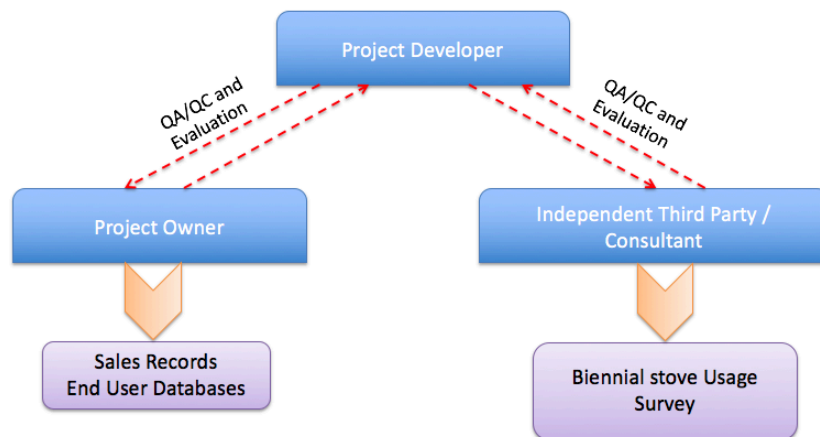 Project Developer
QA/QC and
Evaluation
QA/QC and
Evaluation
Project Owner
Independent Third Party /
Consultant
Sales Records
End User Databases
Biennial stove Usage
Survey